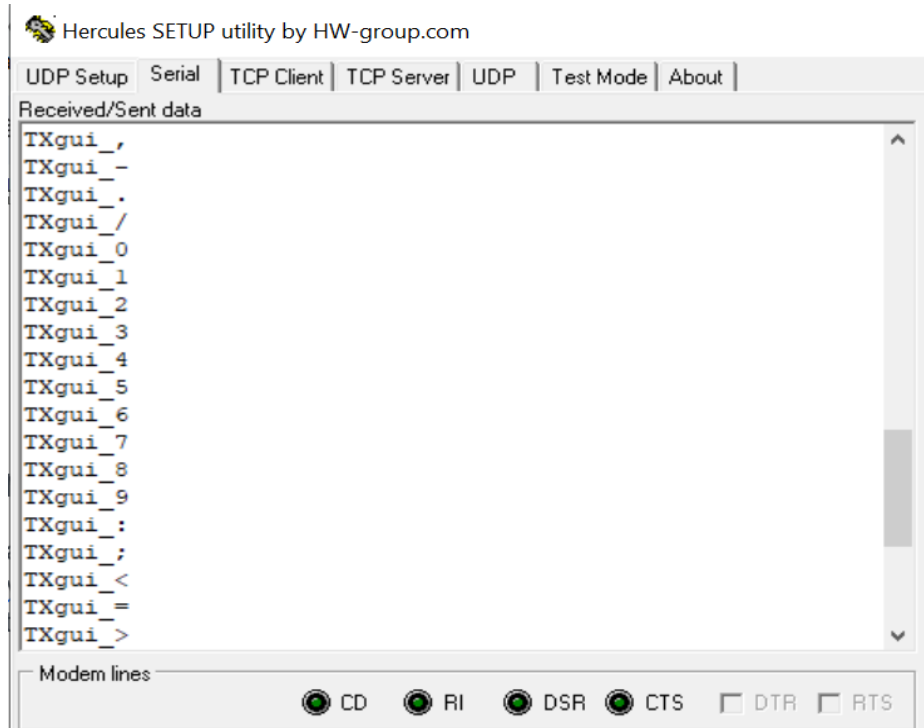 Hercules SETUP utility by HW-group.com
UDP Setup Serial TCP Client TCP Server UDP Test Mode About
Received/Sent data
TXgui_,
TXgui_-
TXgui_.
TXgui_/
TXgui_0
TXgui_1
TXgui_2
TXgui_3
TXgui_4
TXgui_5
TXgui_6
TXgui_7
TXgui_8
TXgui_9
TXgui_:
TXgui_;
TXgui_<
TXgui_=
TXgui_>
Modem lines
CD RI DSR CTS DTR RTS